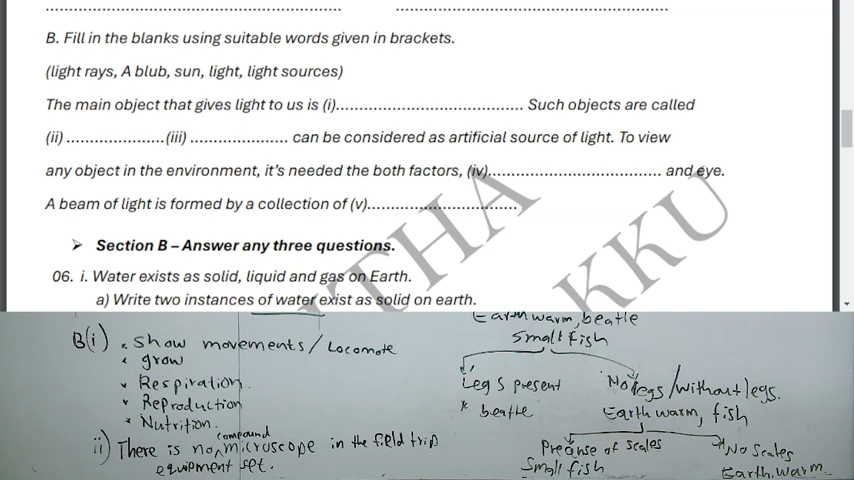 B. Fill in the blanks using suitable words given in brackets.
(light rays, A blub, sun, light, light sources)
The main object that gives light to us is (i)........................................ Such objects are called
(ii) .....................(iii) ..................... can be considered as artificial source of light. To view
any object in the environment, it's needed the both factors, (iv)..................................... and eye.
A beam of light is formed by a collection of (v)................................
THA
KKU
➢ Section B – Answer any three questions.
06. i. Water exists as solid, liquid and gas on Earth.
a) Write two instances of water exist as solid on earth.
B(i) * Show movements / Locomote
* grow
* Respiration.
* Reproduction
* Nutrition.
ii) There is no compound microscope in the field trip
equipment set.
Earth warm, beatle
Small fish
Legs present
* beatle
No legs / without legs.
Earth warm, fish
Precense of scales
Small fish
No scales
Earth warm